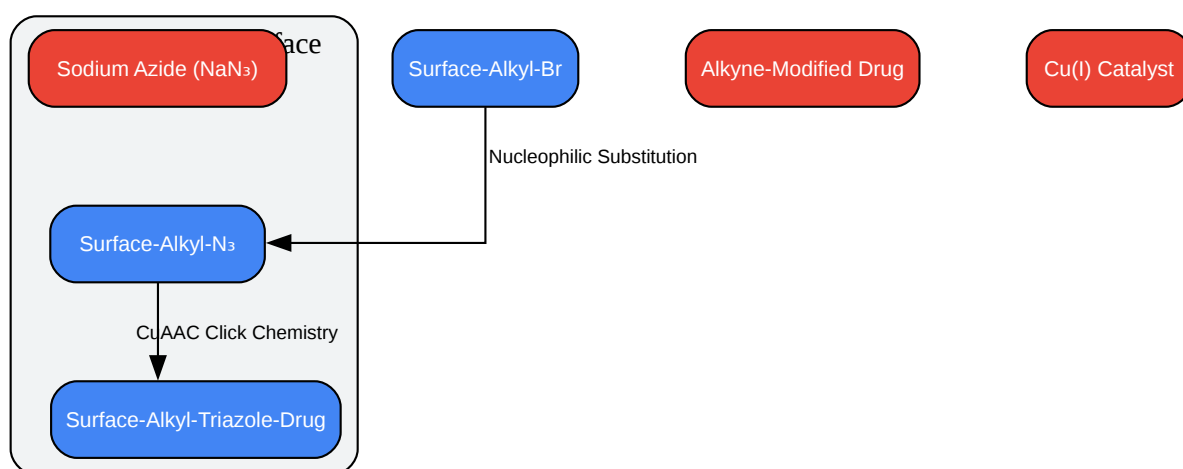 Sodium Azide (NaN₃)
Surface-Alkyl-Br
Alkyne-Modified Drug
Cu(I) Catalyst
Nucleophilic Substitution
Surface-Alkyl-N₃
CuAAC Click Chemistry
Surface-Alkyl-Triazole-Drug